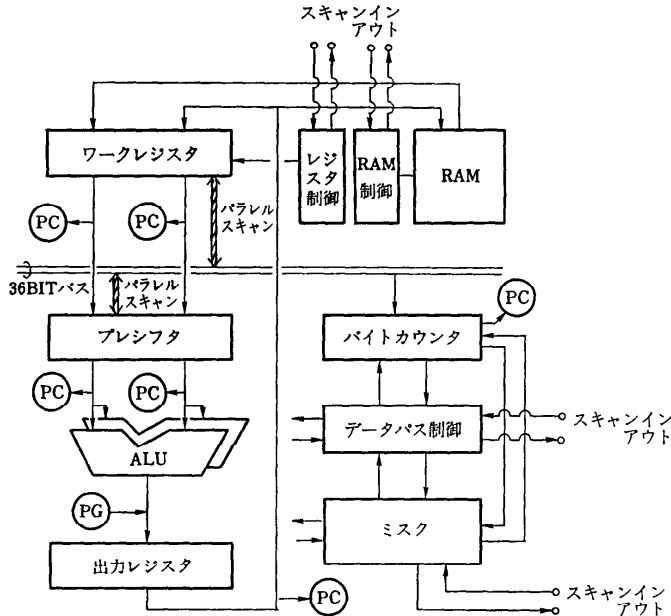 スキャンイン
アウト
ワークレジスタ
レジ
スタ
制御
RAM
制御
RAM
PC
PC
パラレル
スキャン
36BITバス
パラレル
スキャン
PC
プレシフタ
バイトカウンタ
PC
PC
データパス制御
スキャンイン
アウト
ALU
PG
ミスク
出力レジスタ
PC
スキャンイン
アウト